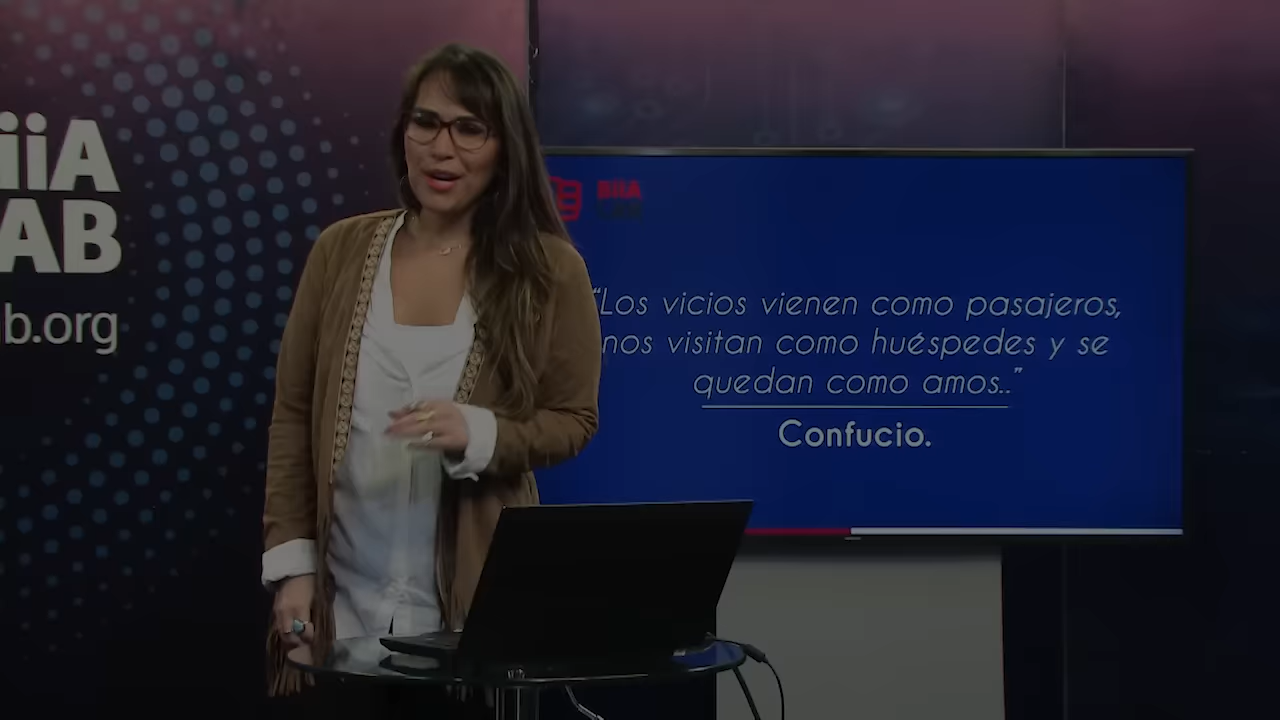 iiA
AB
b.org
BiiA
LAB
“Los vicios vienen como pasajeros,
nos visitan como huéspedes y se
quedan como amos..”
Confucio.